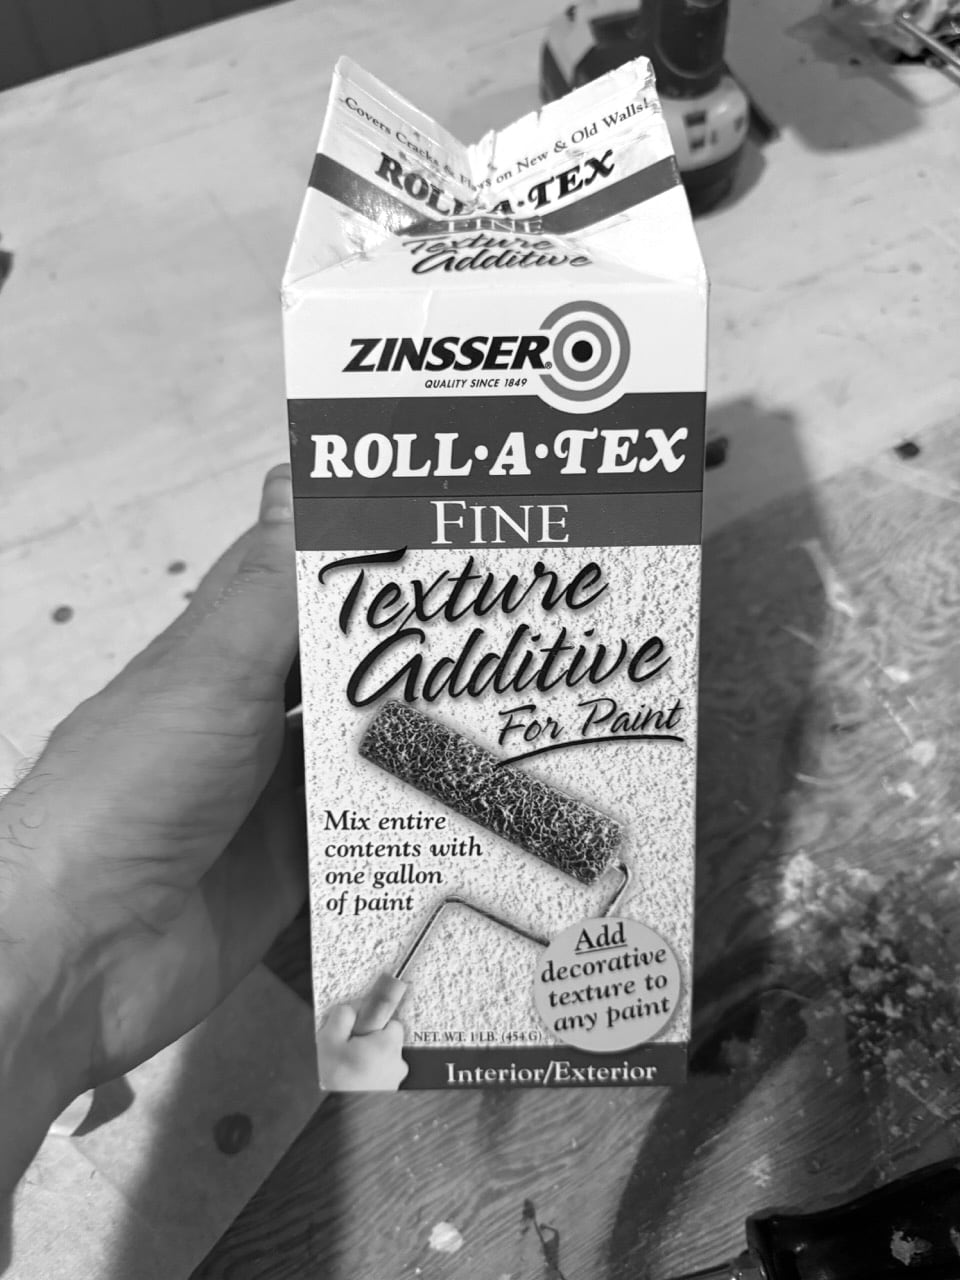 Covers Cracks & Flaws on New & Old Walls!
ROLL·A·TEX
FINE
Texture
Additive
ZINSSER®
QUALITY SINCE 1849
ROLL·A·TEX
FINE
Texture
Additive
For Paint
Mix entire
contents with
one gallon
of paint
Add
decorative
texture to
any paint
NET. WT. 1 LB. (454 G)
Interior/Exterior